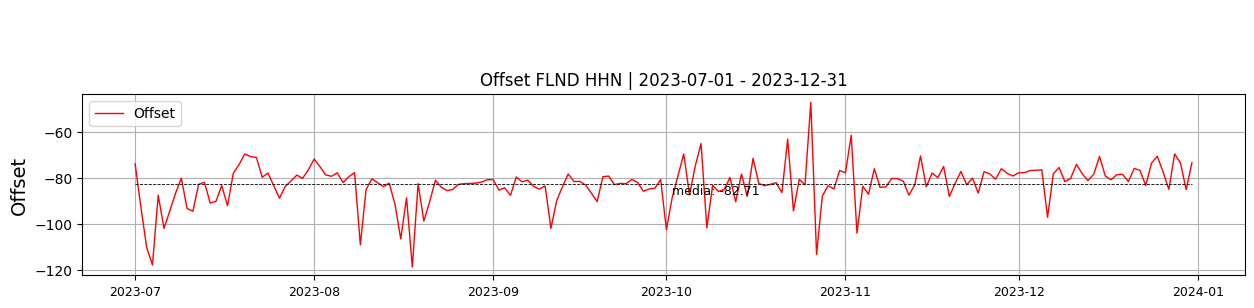 Offset FLND HHN | 2023-07-01 - 2023-12-31
Offset
Offset
−60
−80
media: -82.71
−100
−120
2023-07 2023-08 2023-09 2023-10 2023-11 2023-12 2024-01